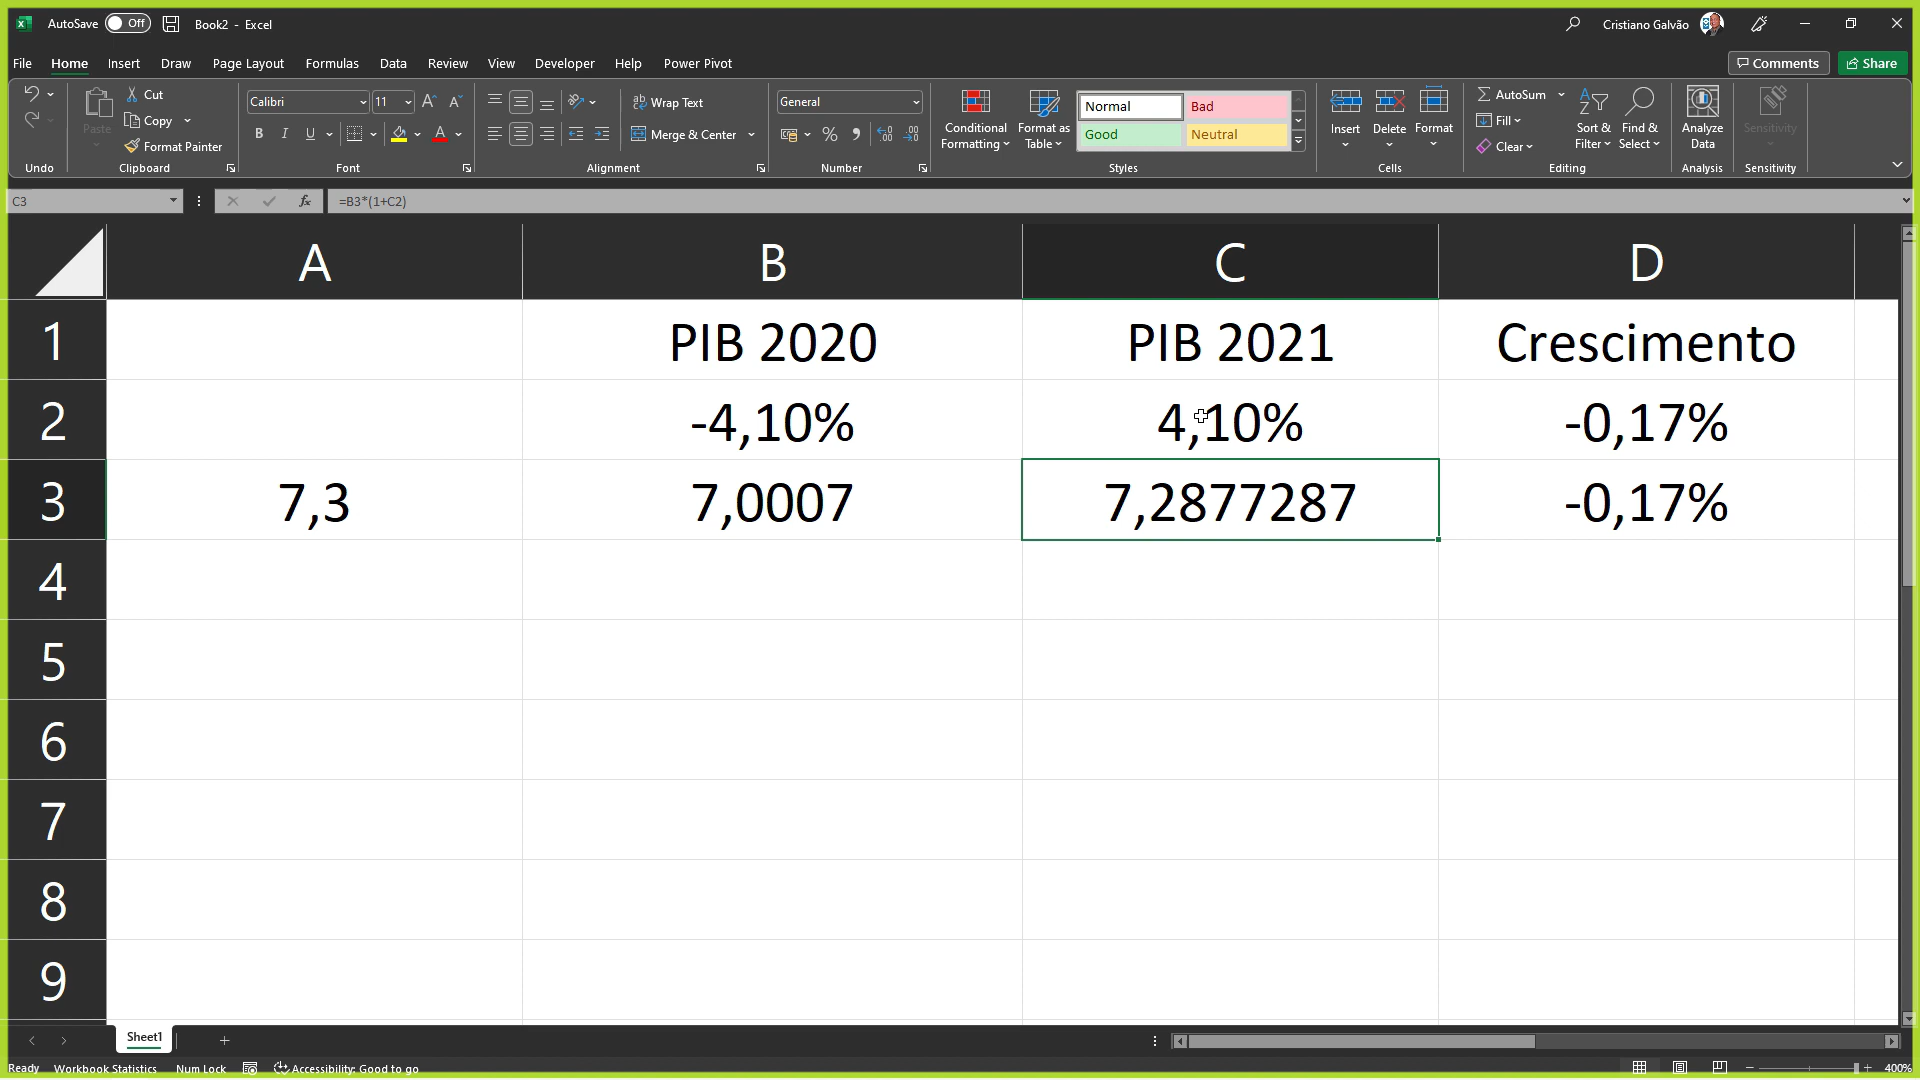 AutoSave Off Book2 - Excel Cristiano Galvão
File Home Insert Draw Page Layout Formulas Data Review View Developer Help Power Pivot Comments Share
Paste Cut Copy Format Painter
Calibri 11
B I U A
Wrap Text
Merge & Center
General
%
Conditional Formatting
Format as Table
Normal Bad
Good Neutral
Insert Delete Format
AutoSum
Fill
Clear
Sort & Filter
Find & Select
Analyze Data
Sensitivity
Undo Clipboard Font Alignment Number Styles Cells Editing Analysis Sensitivity
C3 fx =B3*(1+C2)
A B C D
1 PIB 2020 PIB 2021 Crescimento
2 -4,10% 4,10% -0,17%
3 7,3 7,0007 7,2877287 -0,17%
4
5
6
7
8
9
Sheet1
Ready Workbook Statistics Num Lock Accessibility: Good to go 400%